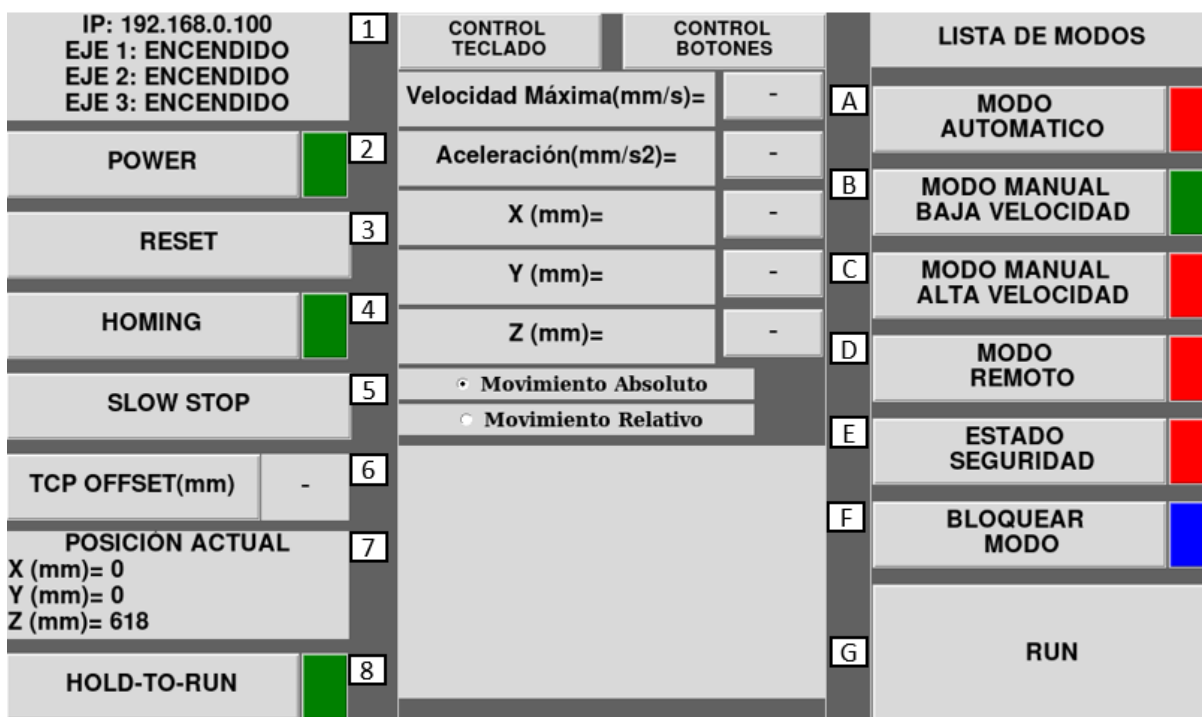 IP: 192.168.0.100
EJE 1: ENCENDIDO
EJE 2: ENCENDIDO
EJE 3: ENCENDIDO
1
POWER
2
RESET
3
HOMING
4
SLOW STOP
5
TCP OFFSET(mm)
-
6
POSICIÓN ACTUAL
X (mm)= 0
Y (mm)= 0
Z (mm)= 618
7
HOLD-TO-RUN
8
CONTROL
TECLADO
CONTROL
BOTONES
Velocidad Máxima(mm/s)=
-
Aceleración(mm/s2)=
-
X (mm)=
-
Y (mm)=
-
Z (mm)=
-
Movimiento Absoluto
Movimiento Relativo
LISTA DE MODOS
A
MODO
AUTOMATICO
B
MODO MANUAL
BAJA VELOCIDAD
C
MODO MANUAL
ALTA VELOCIDAD
D
MODO
REMOTO
E
ESTADO
SEGURIDAD
F
BLOQUEAR
MODO
G
RUN